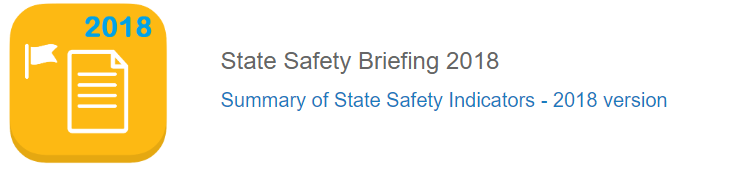 2018
State Safety Briefing 2018
Summary of State Safety Indicators - 2018 version